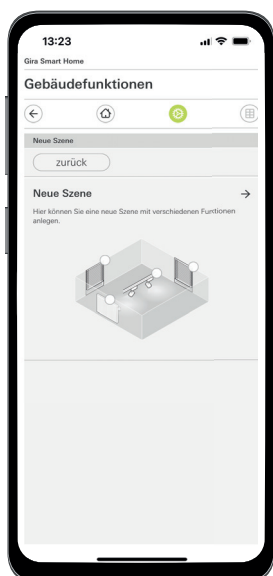 13:23
Gira Smart Home
Gebäudefunktionen
Neue Szene
zurück
Neue Szene
Hier können Sie eine neue Szene mit verschiedenen Funtionen
anlegen.